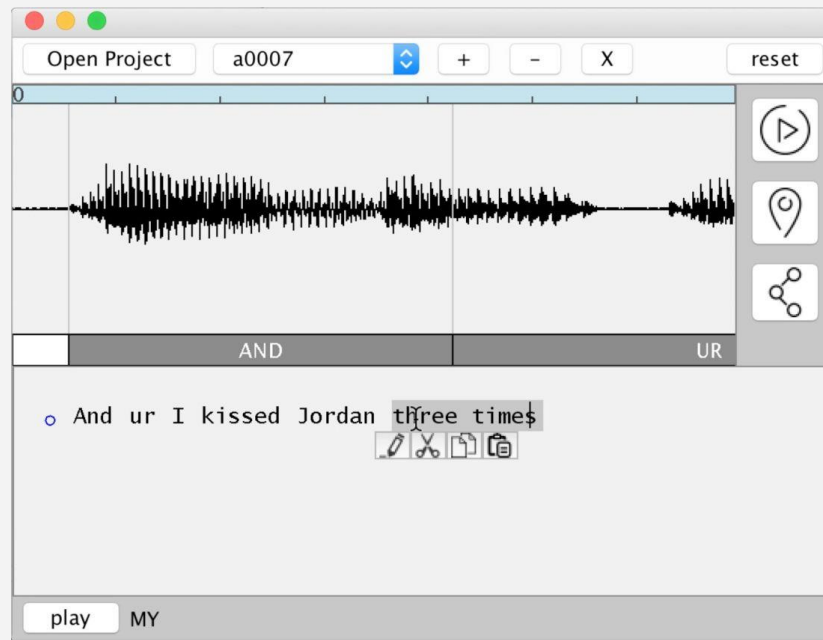 Open Project a0007 + - X reset
0
AND UR
And ur I kissed Jordan three times
play MY